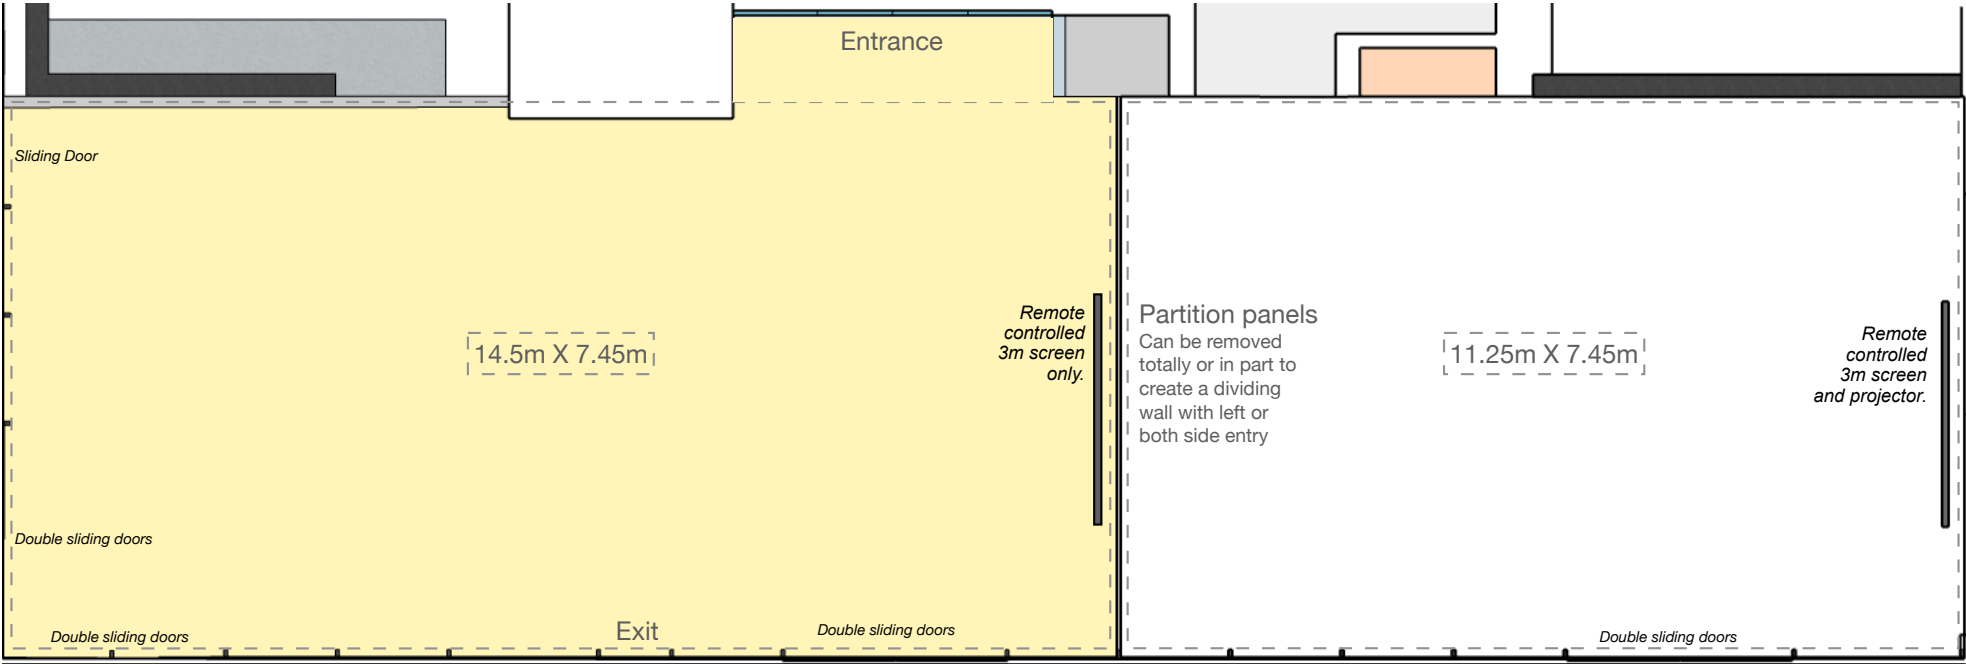 Entrance
Sliding Door
14.5m X 7.45m
Remote
controlled
3m screen
only.
Partition panels
Can be removed
totally or in part to
create a dividing
wall with left or
both side entry
11.25m X 7.45m
Remote
controlled
3m screen
and projector.
Double sliding doors
Double sliding doors
Exit
Double sliding doors
Double sliding doors